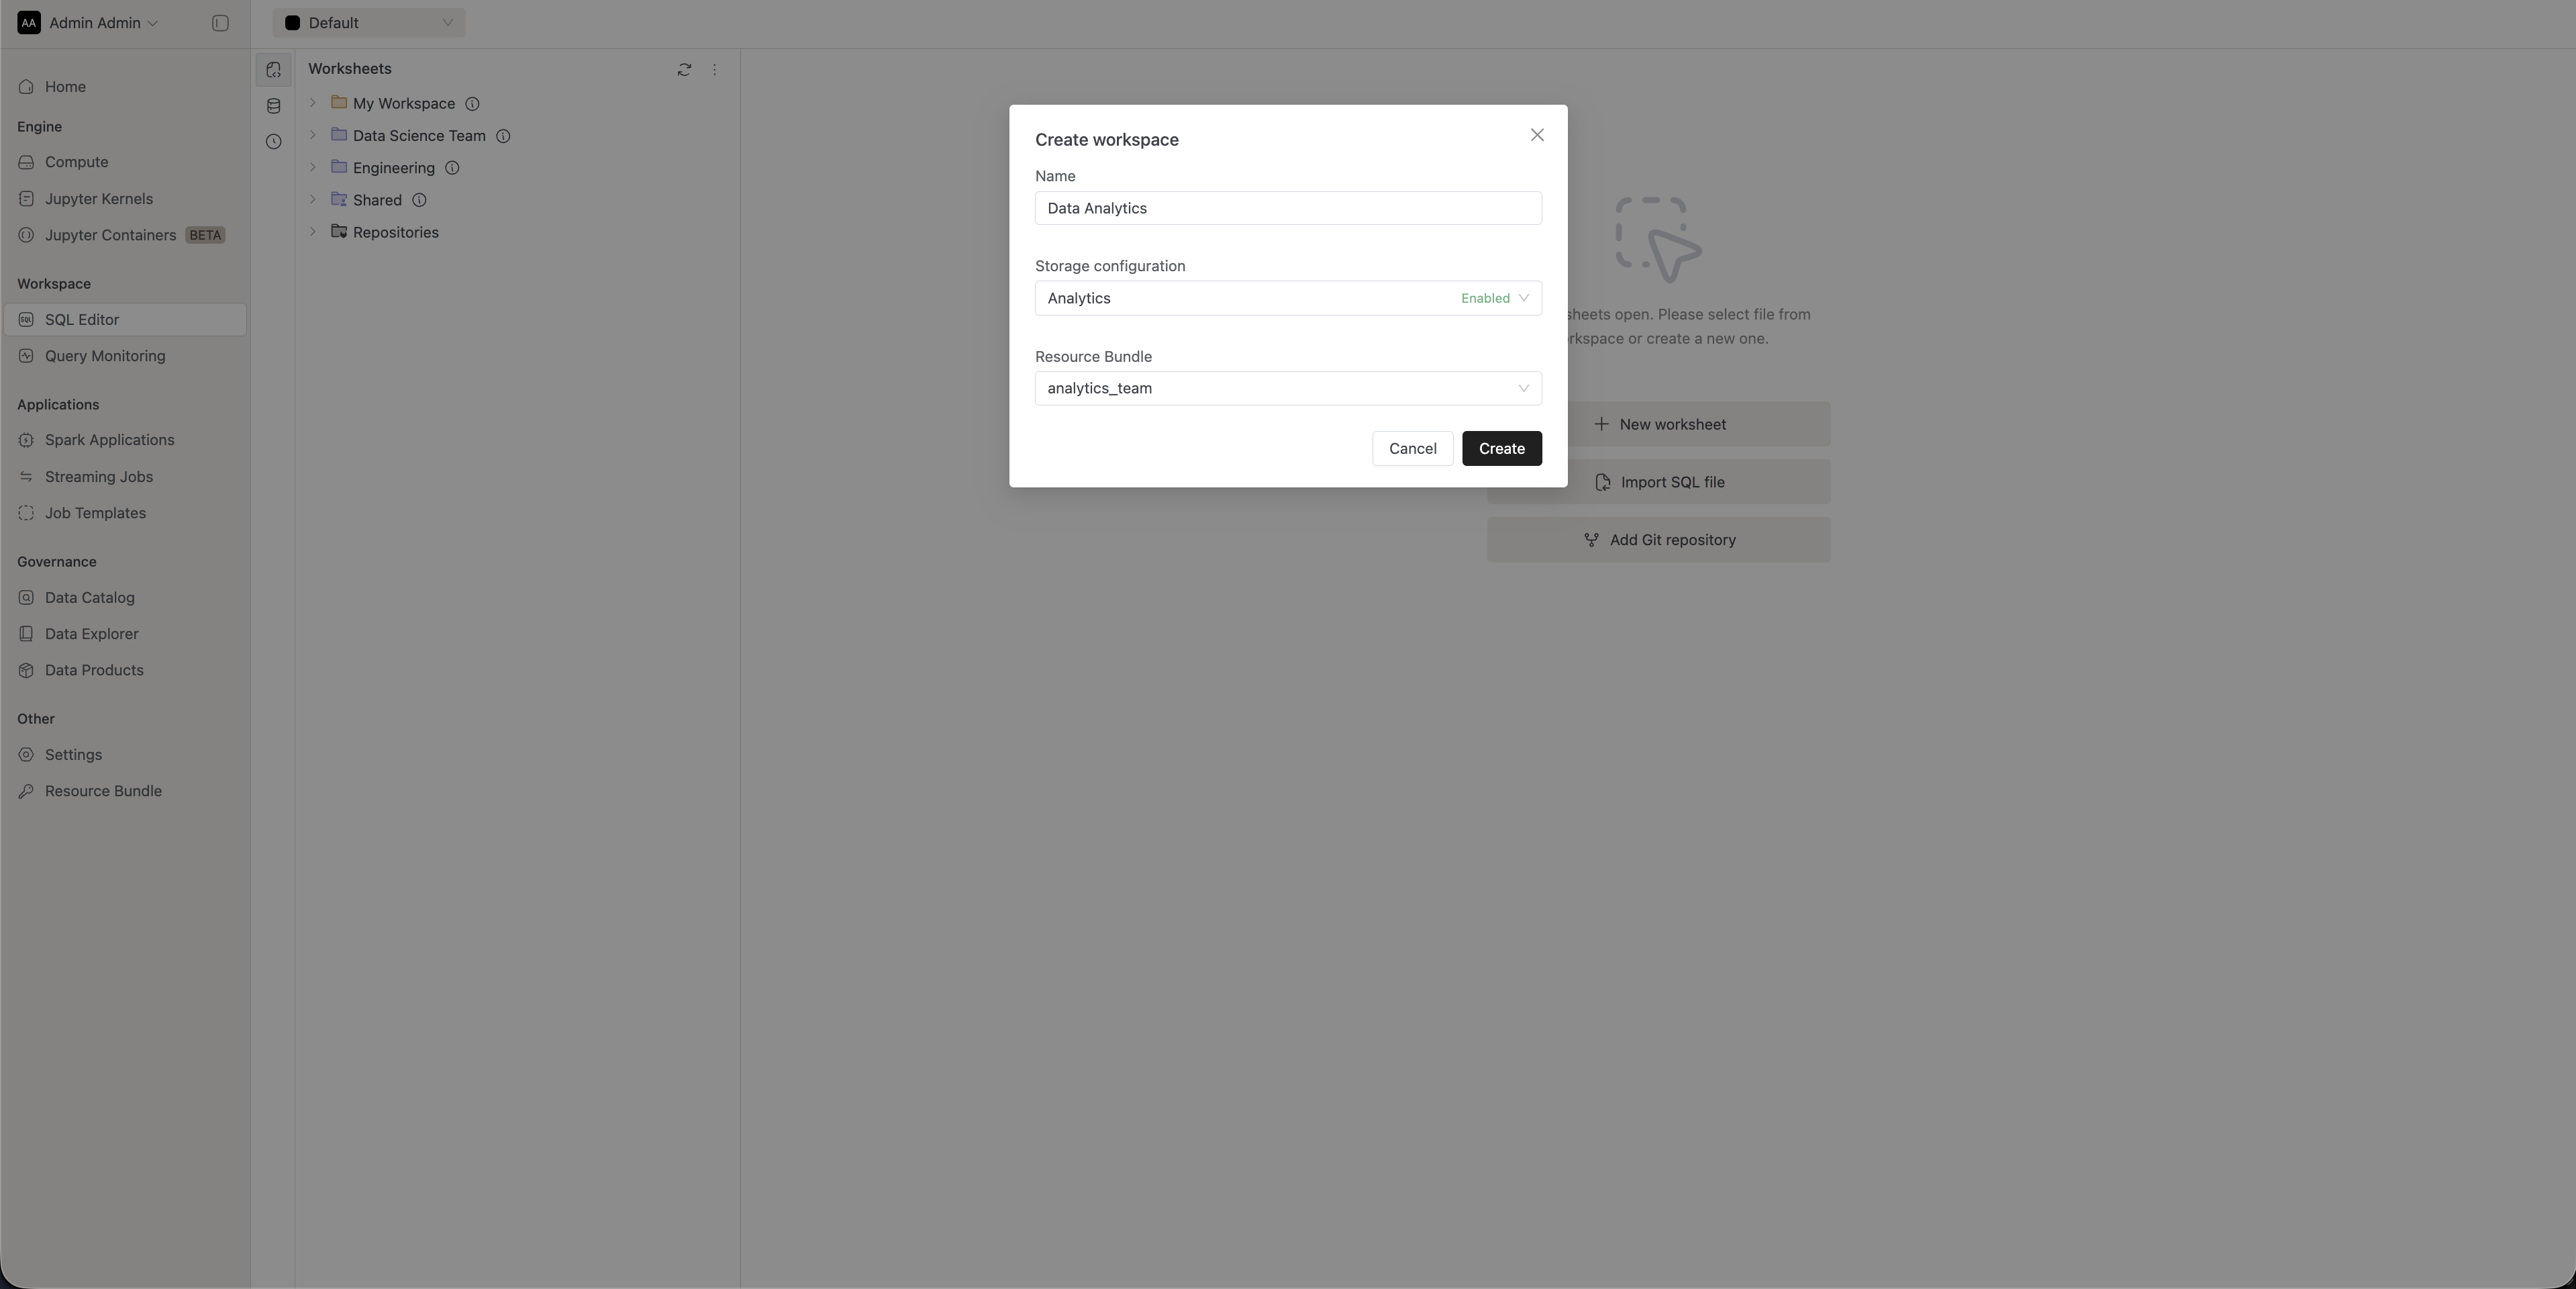 AA Admin Admin
Default
Home
Engine
Compute
Jupyter Kernels
Jupyter Containers BETA
Workspace
SQL Editor
Query Monitoring
Applications
Spark Applications
Streaming Jobs
Job Templates
Governance
Data Catalog
Data Explorer
Data Products
Other
Settings
Resource Bundle
Worksheets
My Workspace
Data Science Team
Engineering
Shared
Repositories
Create workspace
Name
Data Analytics
Storage configuration
Analytics Enabled
Resource Bundle
analytics_team
Cancel Create
sheets open. Please select file from
rkspace or create a new one.
New worksheet
Import SQL file
Add Git repository